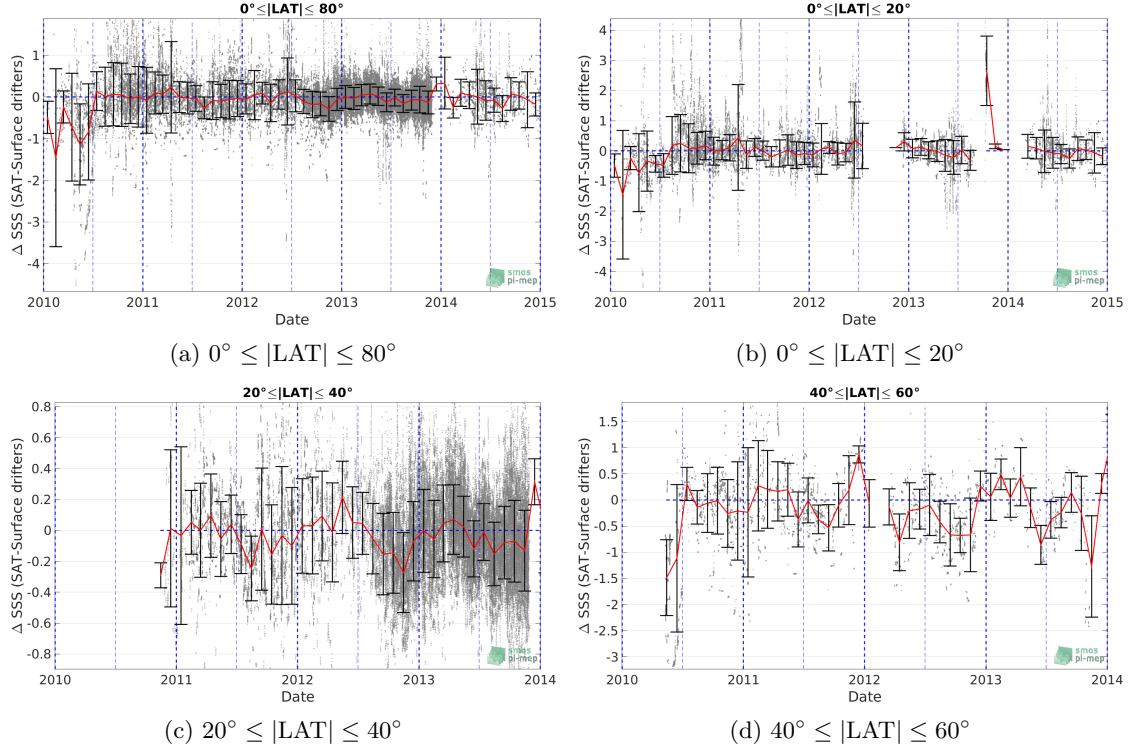 0°≤|LAT|≤ 80°
Δ SSS (SAT-Surface drifters)
1
0
-1
-2
-3
-4
smos
pi-mep
2010 2011 2012 2013 2014 2015
Date
(a) 0° ≤ |LAT| ≤ 80°
0°≤|LAT|≤ 20°
Δ SSS (SAT-Surface drifters)
4
3
2
1
0
-1
-2
-3
-4
smos
pi-mep
2010 2011 2012 2013 2014 2015
Date
(b) 0° ≤ |LAT| ≤ 20°
20°≤|LAT|≤ 40°
Δ SSS (SAT-Surface drifters)
0.8
0.6
0.4
0.2
0
-0.2
-0.4
-0.6
-0.8
smos
pi-mep
2010 2011 2012 2013 2014
Date
(c) 20° ≤ |LAT| ≤ 40°
40°≤|LAT|≤ 60°
Δ SSS (SAT-Surface drifters)
1.5
1
0.5
0
-0.5
-1
-1.5
-2
-2.5
-3
smos
pi-mep
2010 2011 2012 2013 2014
Date
(d) 40° ≤ |LAT| ≤ 60°